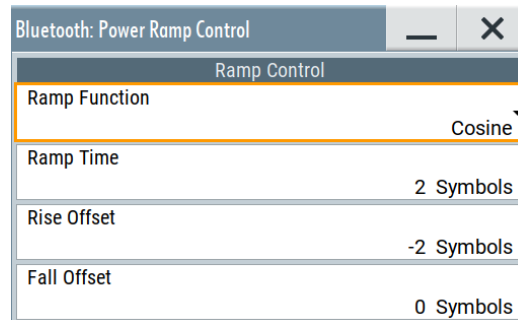 Bluetooth: Power Ramp Control
Ramp Control
Ramp Function
Cosine
Ramp Time
2 Symbols
Rise Offset
-2 Symbols
Fall Offset
0 Symbols